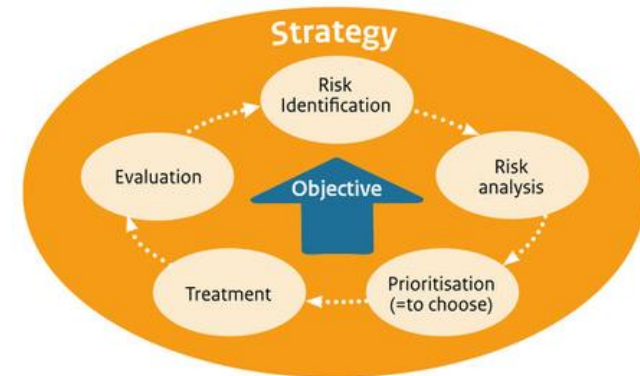 Strategy
Risk
Identification
Risk
analysis
Prioritisation
(=to choose)
Treatment
Evaluation
Objective